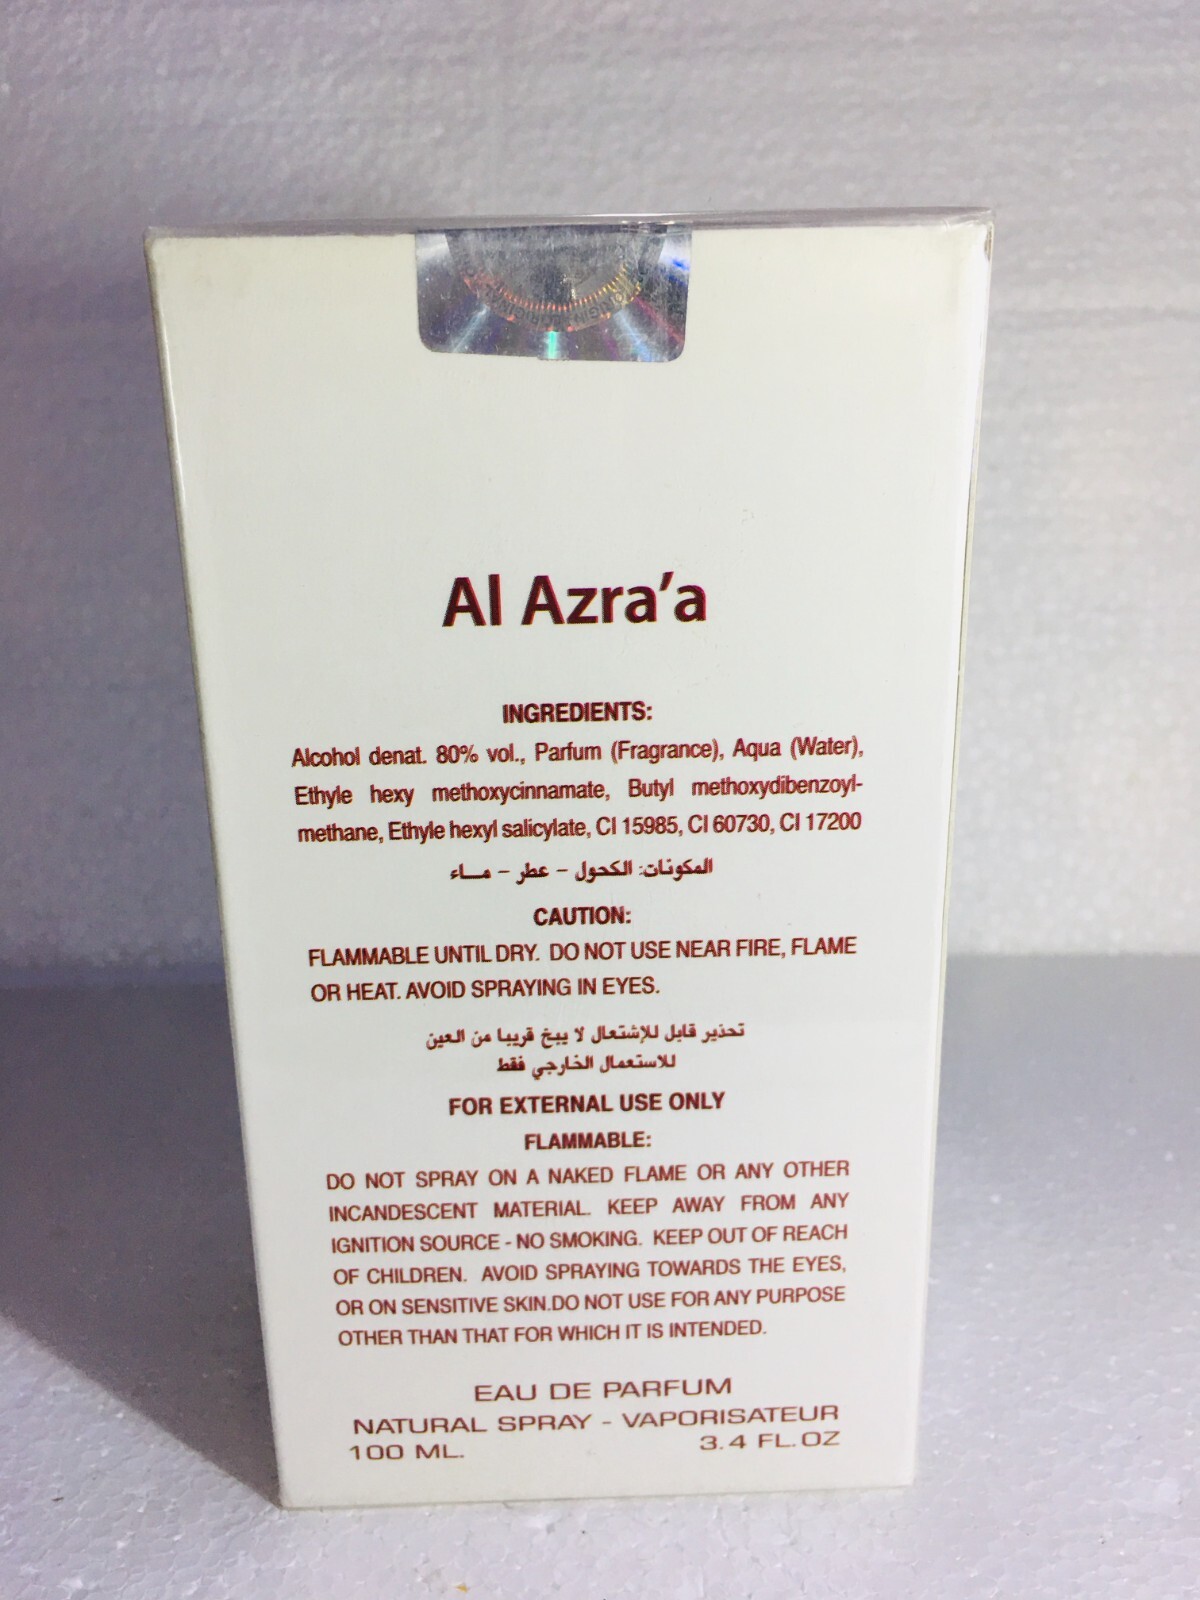 Al Azra'a
INGREDIENTS:
Alcohol denat. 80% vol., Parfum (Fragrance), Aqua (Water),
Ethyle hexy methoxycinnamate, Butyl methoxydibenzoyl-
methane, Ethyle hexyl salicylate, CI 15985, CI 60730, CI 17200
المكونات: الكحول - عطر - مـاء
CAUTION:
FLAMMABLE UNTIL DRY. DO NOT USE NEAR FIRE, FLAME
OR HEAT. AVOID SPRAYING IN EYES.
تحذير قابل للإشتعال لا يبخ قريبا من العين
للاستعمال الخارجي فقط
FOR EXTERNAL USE ONLY
FLAMMABLE:
DO NOT SPRAY ON A NAKED FLAME OR ANY OTHER
INCANDESCENT MATERIAL. KEEP AWAY FROM ANY
IGNITION SOURCE - NO SMOKING. KEEP OUT OF REACH
OF CHILDREN. AVOID SPRAYING TOWARDS THE EYES,
OR ON SENSITIVE SKIN.DO NOT USE FOR ANY PURPOSE
OTHER THAN THAT FOR WHICH IT IS INTENDED.
EAU DE PARFUM
NATURAL SPRAY - VAPORISATEUR
100 ML. 3.4 FL.OZ